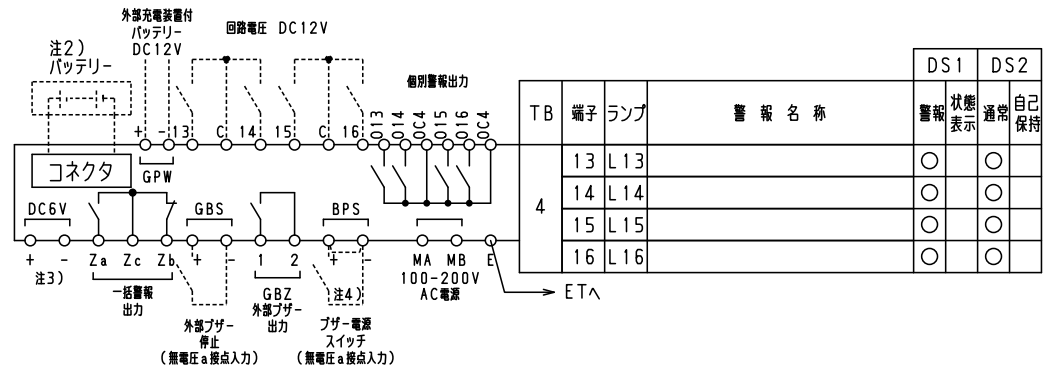 外部充電装置付
バッテリー
DC12V
回路電圧 DC12V
注2)
バッテリー
個別警報出力
+ - 13 C 14 15 C 16 O13 O14 OC4 O15 O16 OC4
コネクタ
GPW
DC6V GBS BPS
+ - Za Zc Zb + - 1 2 + - MA MB E
注3)
一括警報
出力
外部ブザー
停止
(無電圧a接点入力)
GBZ
外部ブザー
出力
注4)
ブザー電源
スイッチ
(無電圧a接点入力)
100-200V
AC電源
ETへ
DS1 DS2
TB 端子 ランプ 警報名称 警報 状態表示 通常 自己保持
4
13 L13 ○ ○
14 L14 ○ ○
15 L15 ○ ○
16 L16 ○ ○